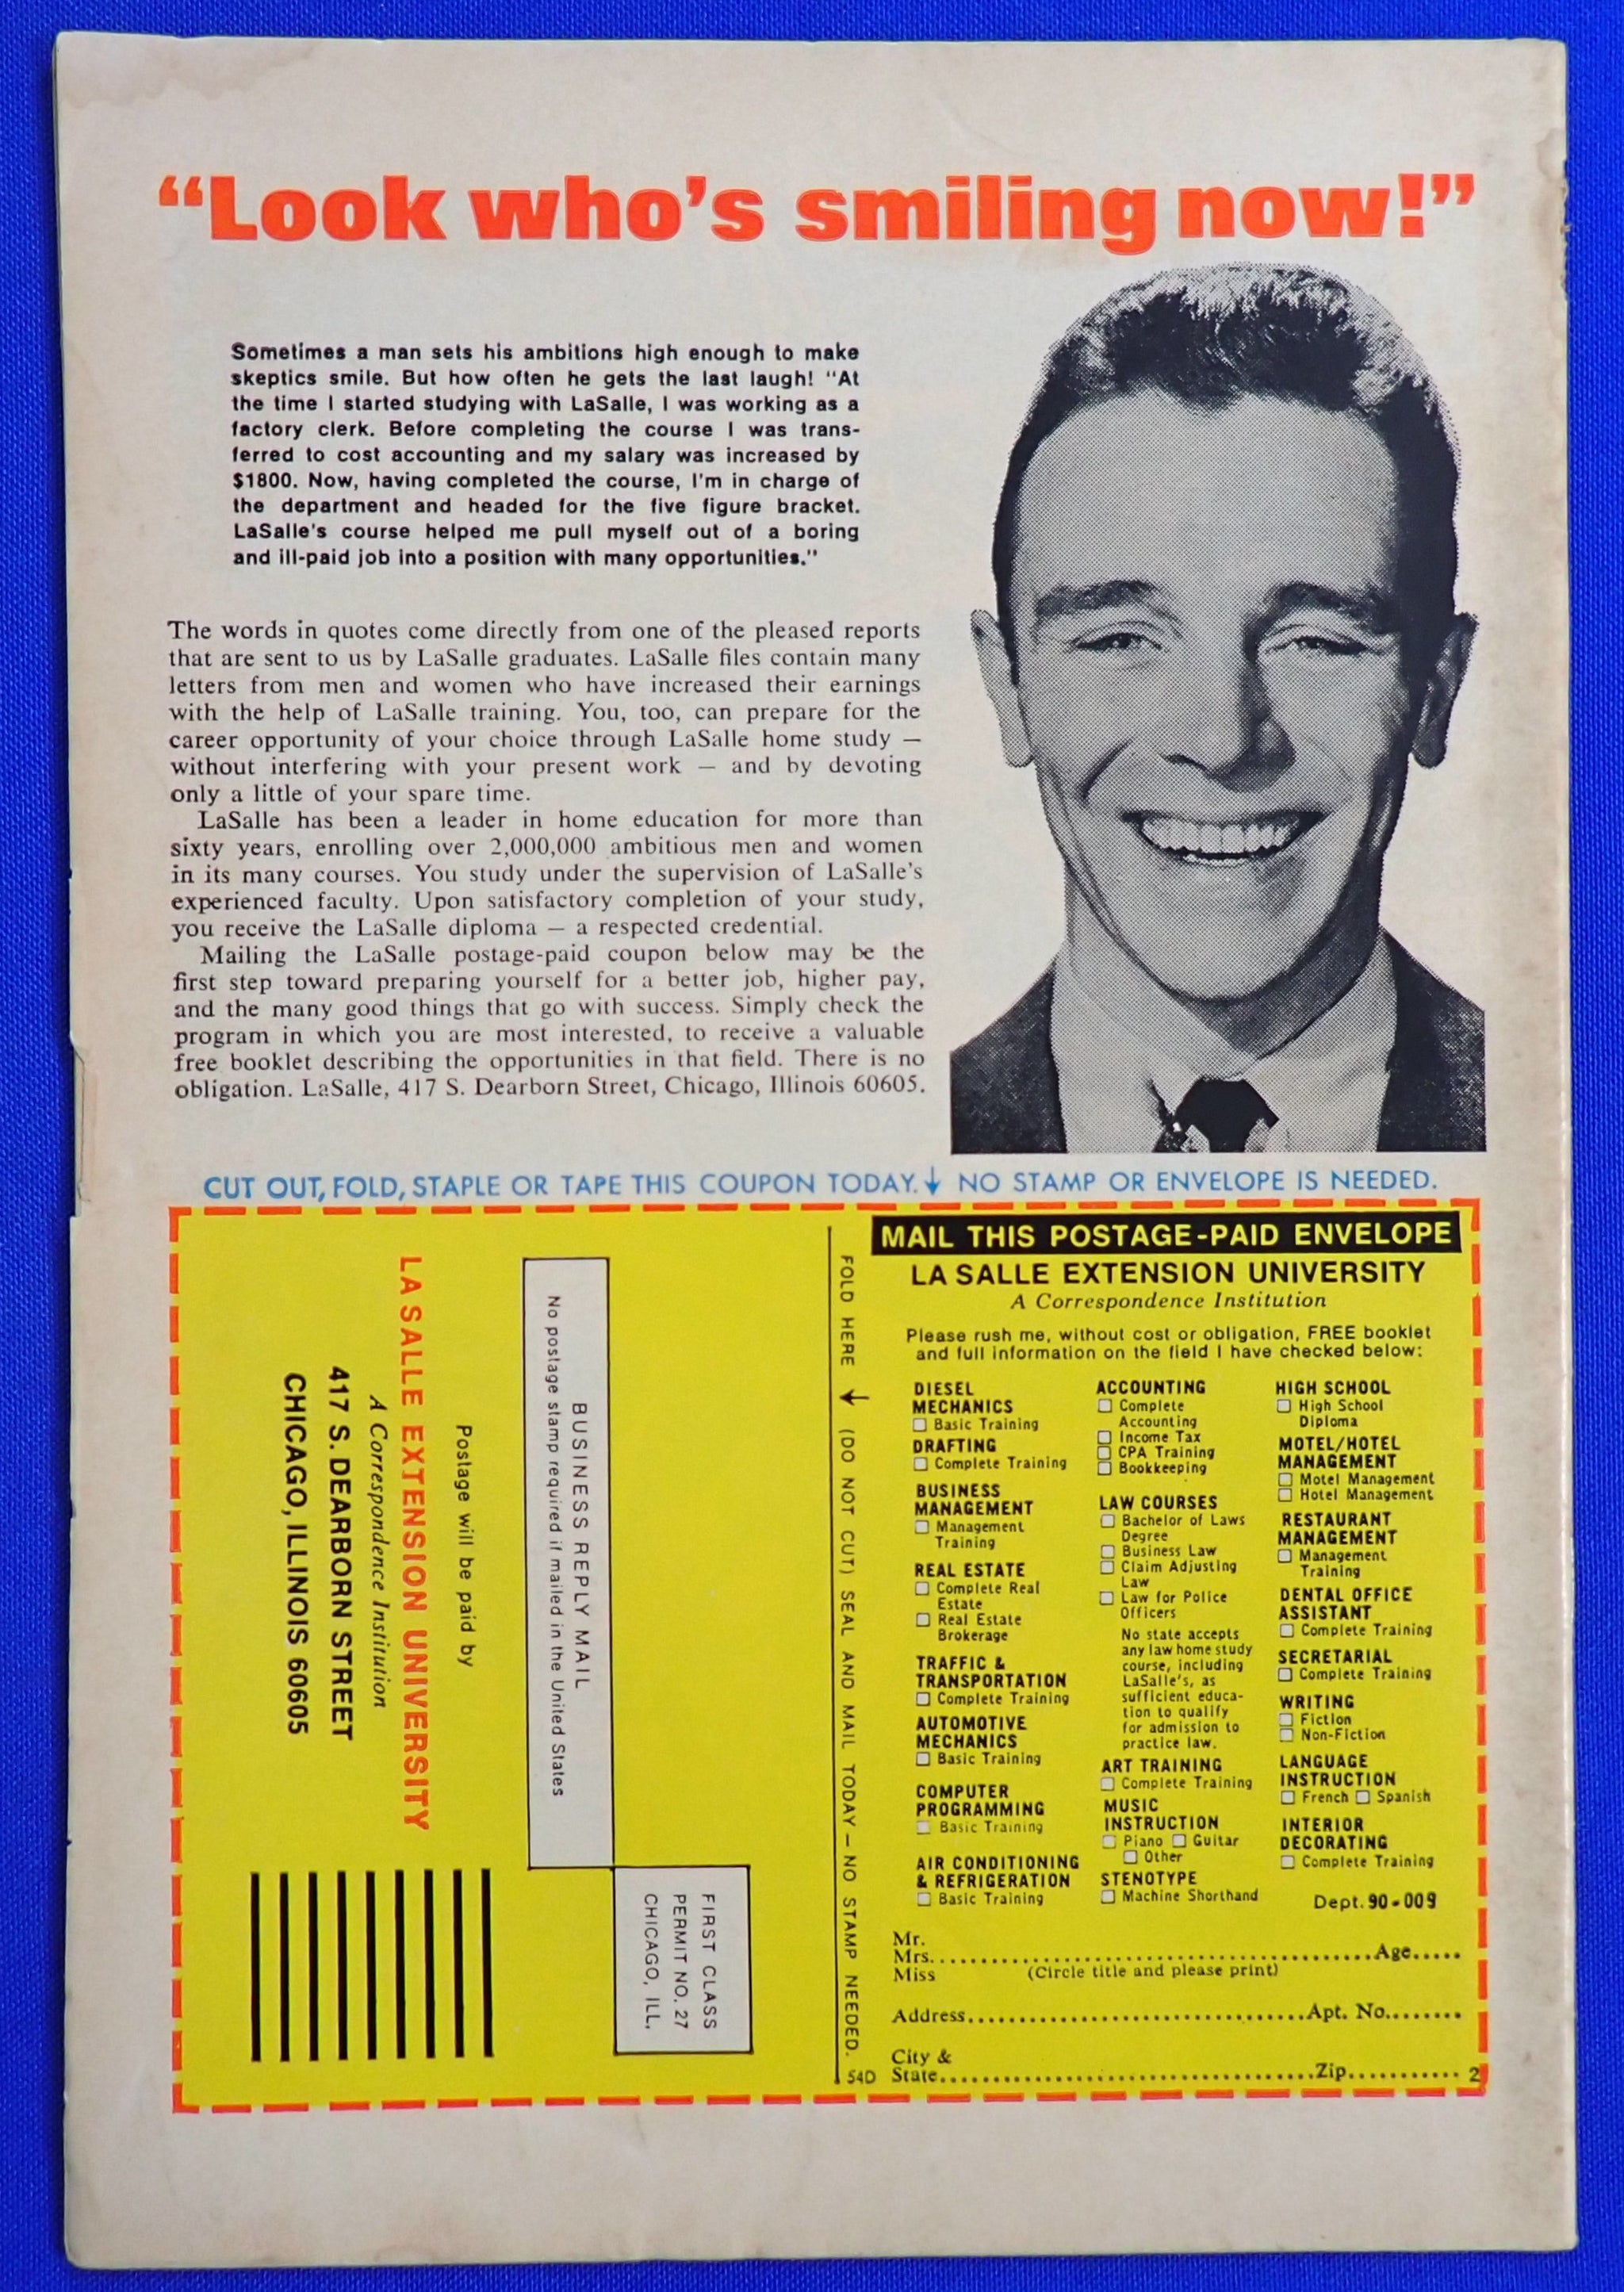 “Look who’s smiling now!”
Sometimes a man sets his ambitions high enough to make
skeptics smile. But how often he gets the last laugh! “At
the time I started studying with LaSalle, I was working as a
factory clerk. Before completing the course I was trans-
ferred to cost accounting and my salary was increased by
$1800. Now, having completed the course, I’m in charge of
the department and headed for the five figure bracket.
LaSalle’s course helped me pull myself out of a boring
and ill-paid job into a position with many opportunities.”
The words in quotes come directly from one of the pleased reports
that are sent to us by LaSalle graduates. LaSalle files contain many
letters from men and women who have increased their earnings
with the help of LaSalle training. You, too, can prepare for the
career opportunity of your choice through LaSalle home study —
without interfering with your present work — and by devoting
only a little of your spare time.
LaSalle has been a leader in home education for more than
sixty years, enrolling over 2,000,000 ambitious men and women
in its many courses. You study under the supervision of LaSalle’s
experienced faculty. Upon satisfactory completion of your study,
you receive the LaSalle diploma — a respected credential.
Mailing the LaSalle postage-paid coupon below may be the
first step toward preparing yourself for a better job, higher pay,
and the many good things that go with success. Simply check the
program in which you are most interested, to receive a valuable
free booklet describing the opportunities in that field. There is no
obligation. LaSalle, 417 S. Dearborn Street, Chicago, Illinois 60605.
CUT OUT, FOLD, STAPLE OR TAPE THIS COUPON TODAY.↓ NO STAMP OR ENVELOPE IS NEEDED.
FIRST CLASS
PERMIT NO. 27
CHICAGO, ILL.
BUSINESS REPLY MAIL
No postage stamp required if mailed in the United States
Postage will be paid by
LA SALLE EXTENSION UNIVERSITY
A Correspondence Institution
417 S. DEARBORN STREET
CHICAGO, ILLINOIS 60605
FOLD HERE ↓ (DO NOT CUT) SEAL AND MAIL TODAY — NO STAMP NEEDED.
54D
MAIL THIS POSTAGE-PAID ENVELOPE
LA SALLE EXTENSION UNIVERSITY
A Correspondence Institution
Please rush me, without cost or obligation, FREE booklet
and full information on the field I have checked below:
DIESEL
MECHANICS
☐ Basic Training
DRAFTING
☐ Complete Training
BUSINESS
MANAGEMENT
☐ Management
Training
REAL ESTATE
☐ Complete Real
Estate
☐ Real Estate
Brokerage
TRAFFIC &
TRANSPORTATION
☐ Complete Training
AUTOMOTIVE
MECHANICS
☐ Basic Training
COMPUTER
PROGRAMMING
☐ Basic Training
AIR CONDITIONING
& REFRIGERATION
☐ Basic Training
ACCOUNTING
☐ Complete
Accounting
☐ Income Tax
☐ CPA Training
☐ Bookkeeping
LAW COURSES
☐ Bachelor of Laws
Degree
☐ Business Law
☐ Claim Adjusting
Law
☐ Law for Police
Officers
No state accepts
any law home study
course, including
LaSalle’s, as
sufficient educa-
tion to qualify
for admission to
practice law.
ART TRAINING
☐ Complete Training
MUSIC
INSTRUCTION
☐ Piano ☐ Guitar
☐ Other
STENOTYPE
☐ Machine Shorthand
HIGH SCHOOL
☐ High School
Diploma
MOTEL/HOTEL
MANAGEMENT
☐ Motel Management
☐ Hotel Management
RESTAURANT
MANAGEMENT
☐ Management
Training
DENTAL OFFICE
ASSISTANT
☐ Complete Training
SECRETARIAL
☐ Complete Training
WRITING
☐ Fiction
☐ Non-Fiction
LANGUAGE
INSTRUCTION
☐ French ☐ Spanish
INTERIOR
DECORATING
☐ Complete Training
Dept. 90-009
Mr.
Mrs. ........ Age.....
Miss (Circle title and please print)
Address........ Apt. No........
City &
State........ Zip........ 2